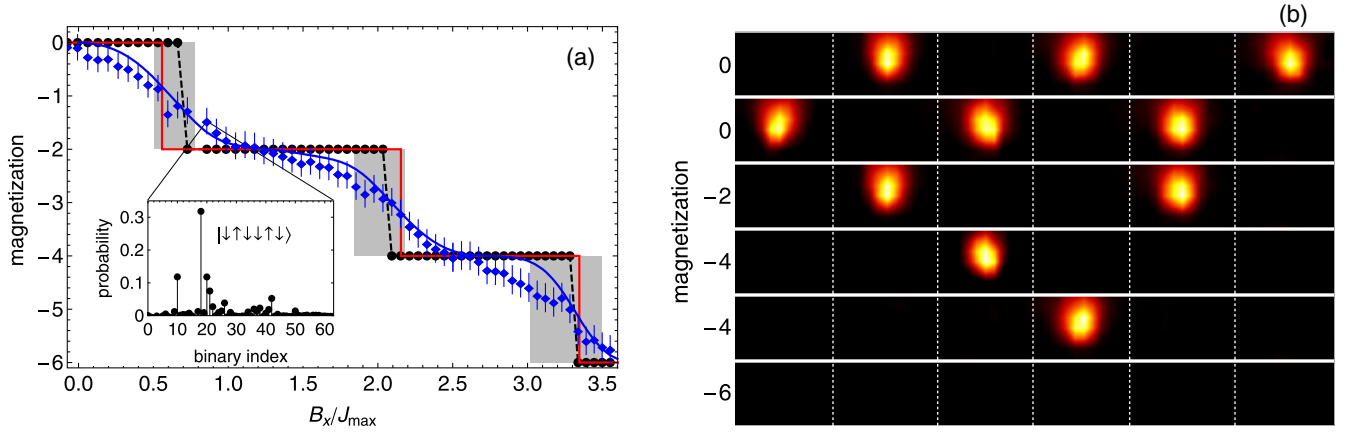 (a)
magnetization
0
−1
−2
−3
−4
−5
−6
0.0 0.5 1.0 1.5 2.0 2.5 3.0 3.5
Bx/Jmax
probability
0.3
0.2
0.1
0
0 10 20 30 40 50 60
binary index
|↓↑↓↓↑↓⟩
(b)
magnetization
0
0
−2
−4
−4
−6